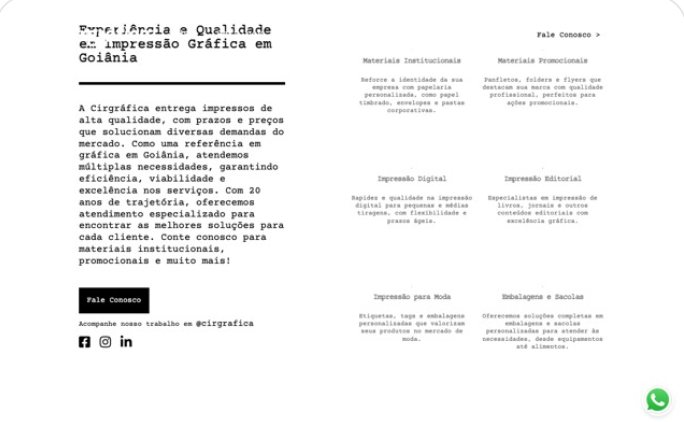 Experiência e Qualidade
em Impressão Gráfica em
Goiânia
A Cirgráfica entrega impressos de
alta qualidade, com prazos e preços
que solucionam diversas demandas do
mercado. Como uma referência em
gráfica em Goiânia, atendemos
múltiplas necessidades, garantindo
eficiência, viabilidade e
excelência nos serviços. Com 20
anos de trajetória, oferecemos
atendimento especializado para
encontrar as melhores soluções para
cada cliente. Conte conosco para
materiais institucionais,
promocionais e muito mais!
Fale Conosco
Acompanhe nosso trabalho em @cirgrafica
Fale Conosco >
Materiais Institucionais
Reforce a identidade da sua
empresa com papelaria
personalizada, como papel
timbrado, envelopes e pastas
corporativas.
Materiais Promocionais
Panfletos, folders e flyers que
destacam sua marca com qualidade
profissional, perfeitos para
ações promocionais.
Impressão Digital
Rapidez e qualidade na impressão
digital para pequenas e médias
tiragens, com flexibilidade e
prazos ágeis.
Impressão Editorial
Especialistas em impressão de
livros, jornais e outros
conteúdos editoriais com
excelência gráfica.
Impressão para Moda
Etiquetas, tags e embalagens
personalizadas que valorizam
seus produtos no mercado de
moda.
Embalagens e Sacolas
Oferecemos soluções completas em
embalagens e sacolas
personalizadas para atender às
necessidades, desde equipamentos
até alimentos.